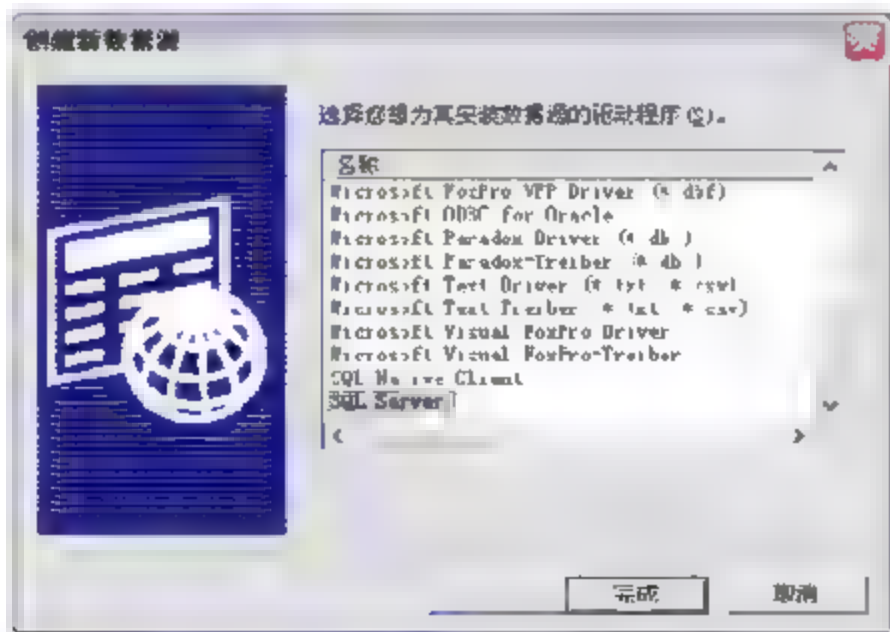 创建新数据源
选择您想为其安装数据源的驱动程序(S)。
名称
Microsoft FoxPro VFP Driver (*.dbf)
Microsoft ODBC for Oracle
Microsoft Paradox Driver (*.db )
Microsoft Paradox-Treiber (*.db )
Microsoft Text Driver (*.txt; *.csv)
Microsoft Text-Treiber (*.txt; *.csv)
Microsoft Visual FoxPro Driver
Microsoft Visual FoxPro-Treiber
SQL Native Client
SQL Server
完成
取消